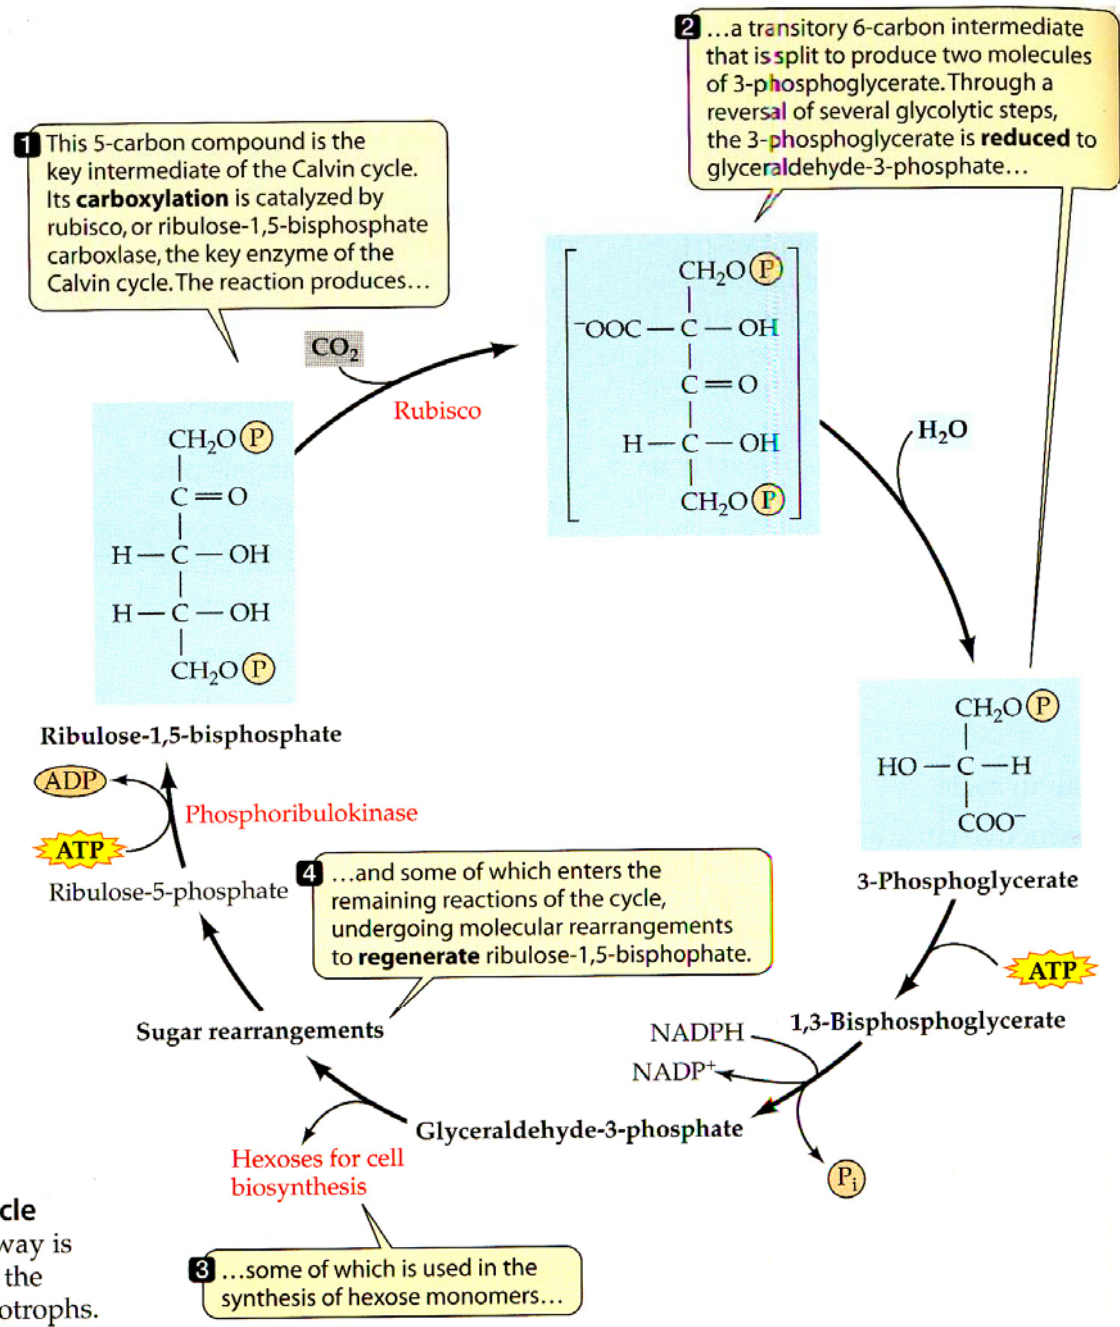 2 …a transitory 6-carbon intermediate
that is split to produce two molecules
of 3-phosphoglycerate. Through a
reversal of several glycolytic steps,
the 3-phosphoglycerate is reduced to
glyceraldehyde-3-phosphate…
1 This 5-carbon compound is the
key intermediate of the Calvin cycle.
Its carboxylation is catalyzed by
rubisco, or ribulose-1,5-bisphosphate
carboxlase, the key enzyme of the
Calvin cycle. The reaction produces…
CO₂
Rubisco
CH₂O P
⁻OOC — C — OH
C = O
H — C — OH
CH₂O P
H₂O
CH₂O P
C = O
H — C — OH
H — C — OH
CH₂O P
Ribulose-1,5-bisphosphate
CH₂O P
HO — C — H
COO⁻
3-Phosphoglycerate
ADP
Phosphoribulokinase
ATP
Ribulose-5-phosphate
4 …and some of which enters the
remaining reactions of the cycle,
undergoing molecular rearrangements
to regenerate ribulose-1,5-bisphophate.
ATP
1,3-Bisphosphoglycerate
NADPH
NADP⁺
Sugar rearrangements
Glyceraldehyde-3-phosphate
Pᵢ
Hexoses for cell
biosynthesis
3 …some of which is used in the
synthesis of hexose monomers…
cle
way is
the
otrophs.